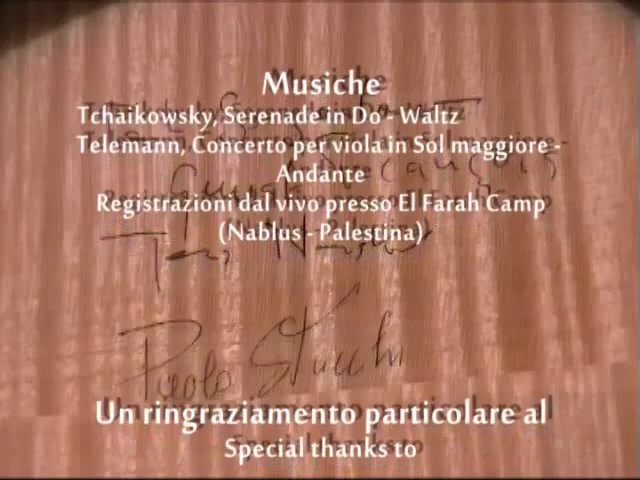 Musiche
Tchaikowsky, Serenade in Do - Waltz
Telemann, Concerto per viola in Sol maggiore -
Andante
Registrazioni dal vivo presso El Farah Camp
(Nablus - Palestina)
Paolo Stucchi
Un ringraziamento particolare al
Special thanks to